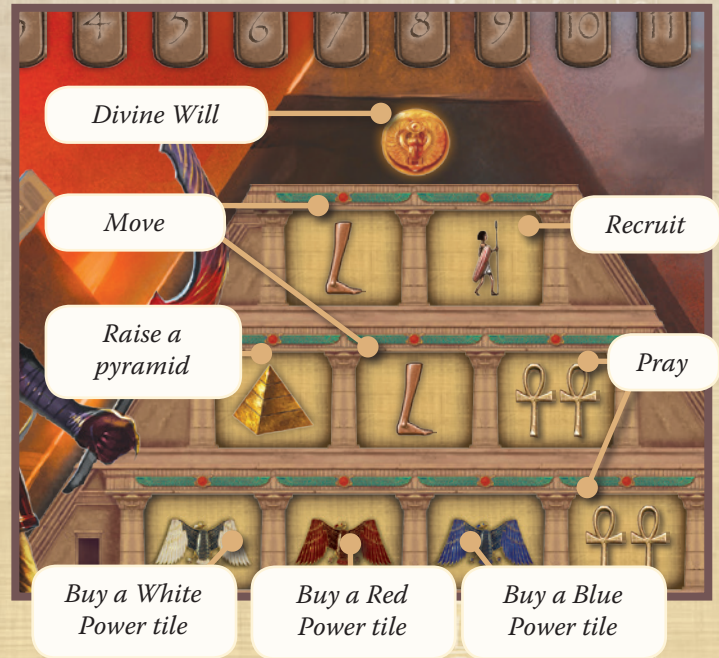 4 5 6 7 8 9 10 11
Divine Will
Move
Recruit
Raise a
pyramid
Pray
Buy a White
Power tile
Buy a Red
Power tile
Buy a Blue
Power tile